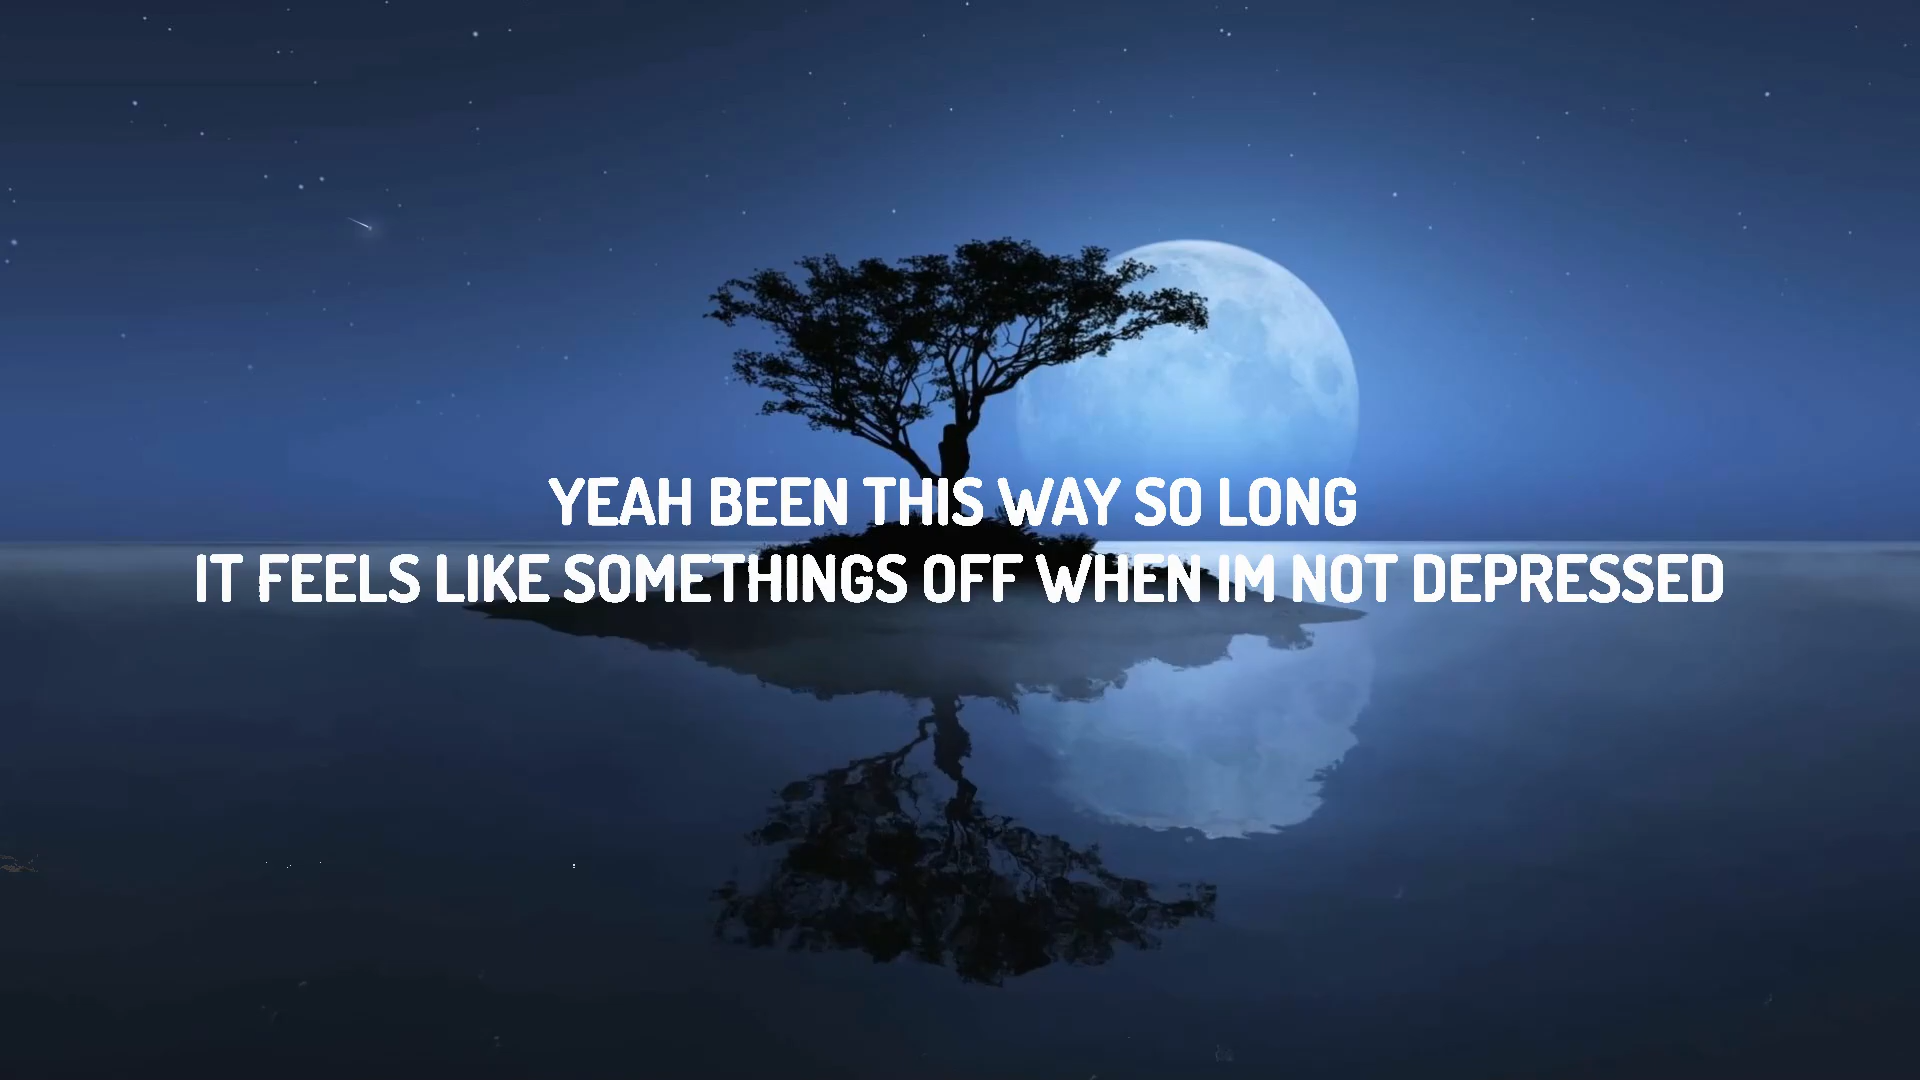 YEAH BEEN THIS WAY SO LONG
IT FEELS LIKE SOMETHINGS OFF WHEN IM NOT DEPRESSED